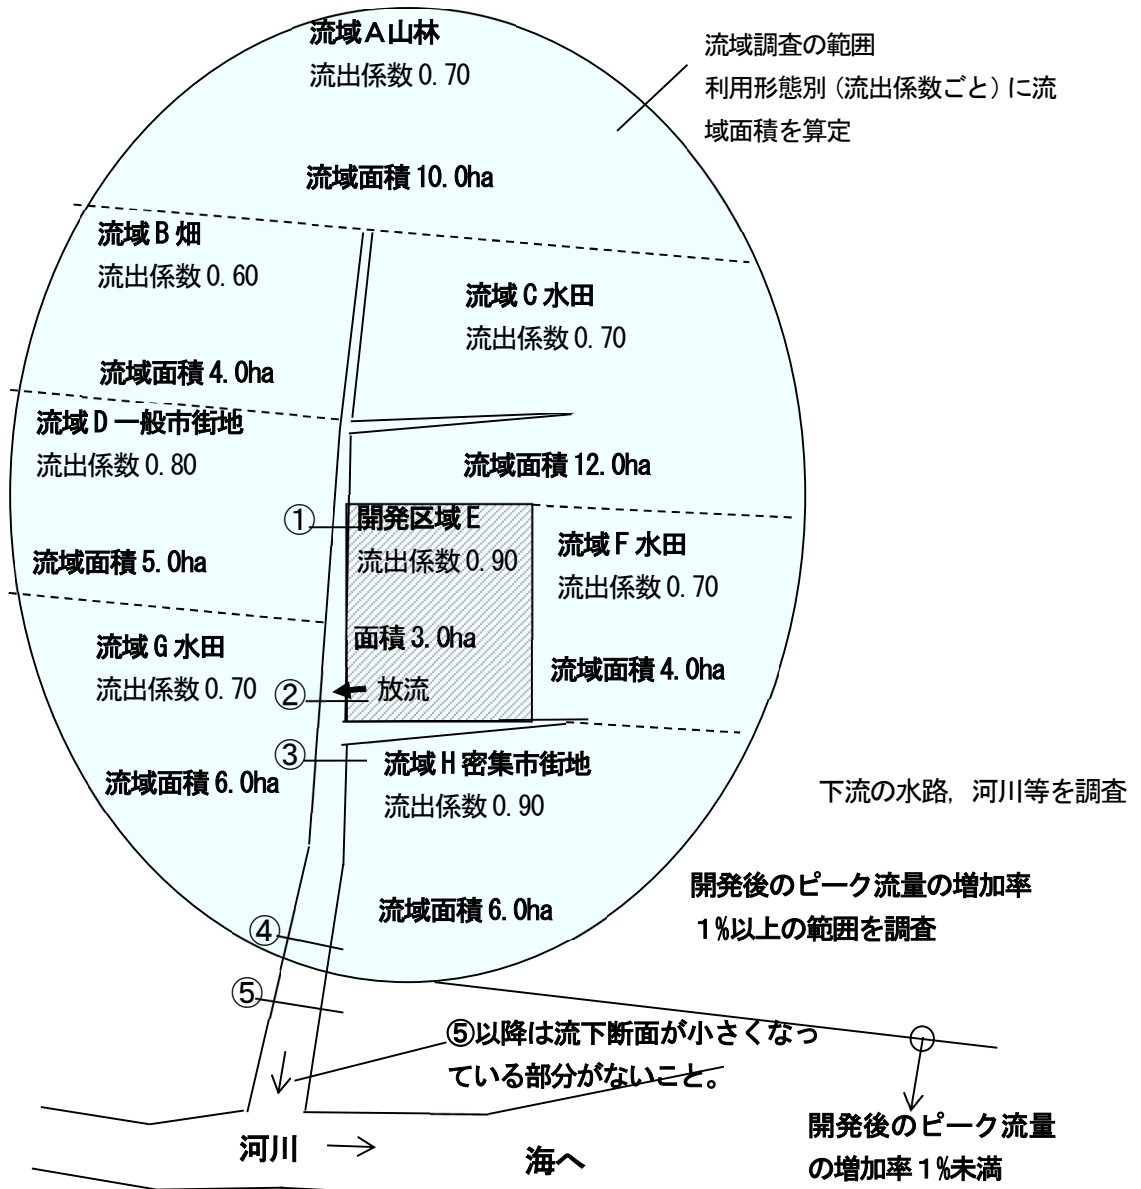 流域A山林
流出係数 0.70
流域面積 10.0ha
流域調査の範囲
利用形態別（流出係数ごと）に流
域面積を算定
流域 B 畑
流出係数 0.60
流域面積 4.0ha
流域 C 水田
流出係数 0.70
流域面積 12.0ha
流域 D 一般市街地
流出係数 0.80
流域面積 5.0ha
①
開発区域 E
流出係数 0.90
面積 3.0ha
放流
流域 F 水田
流出係数 0.70
流域面積 4.0ha
流域 G 水田
流出係数 0.70
流域面積 6.0ha
②
③
流域 H 密集市街地
流出係数 0.90
流域面積 6.0ha
下流の水路，河川等を調査
開発後のピーク流量の増加率
１%以上の範囲を調査
④
⑤
⑤以降は流下断面が小さくなっ
ている部分がないこと。
開発後のピーク流量
の増加率１%未満
河川
海へ